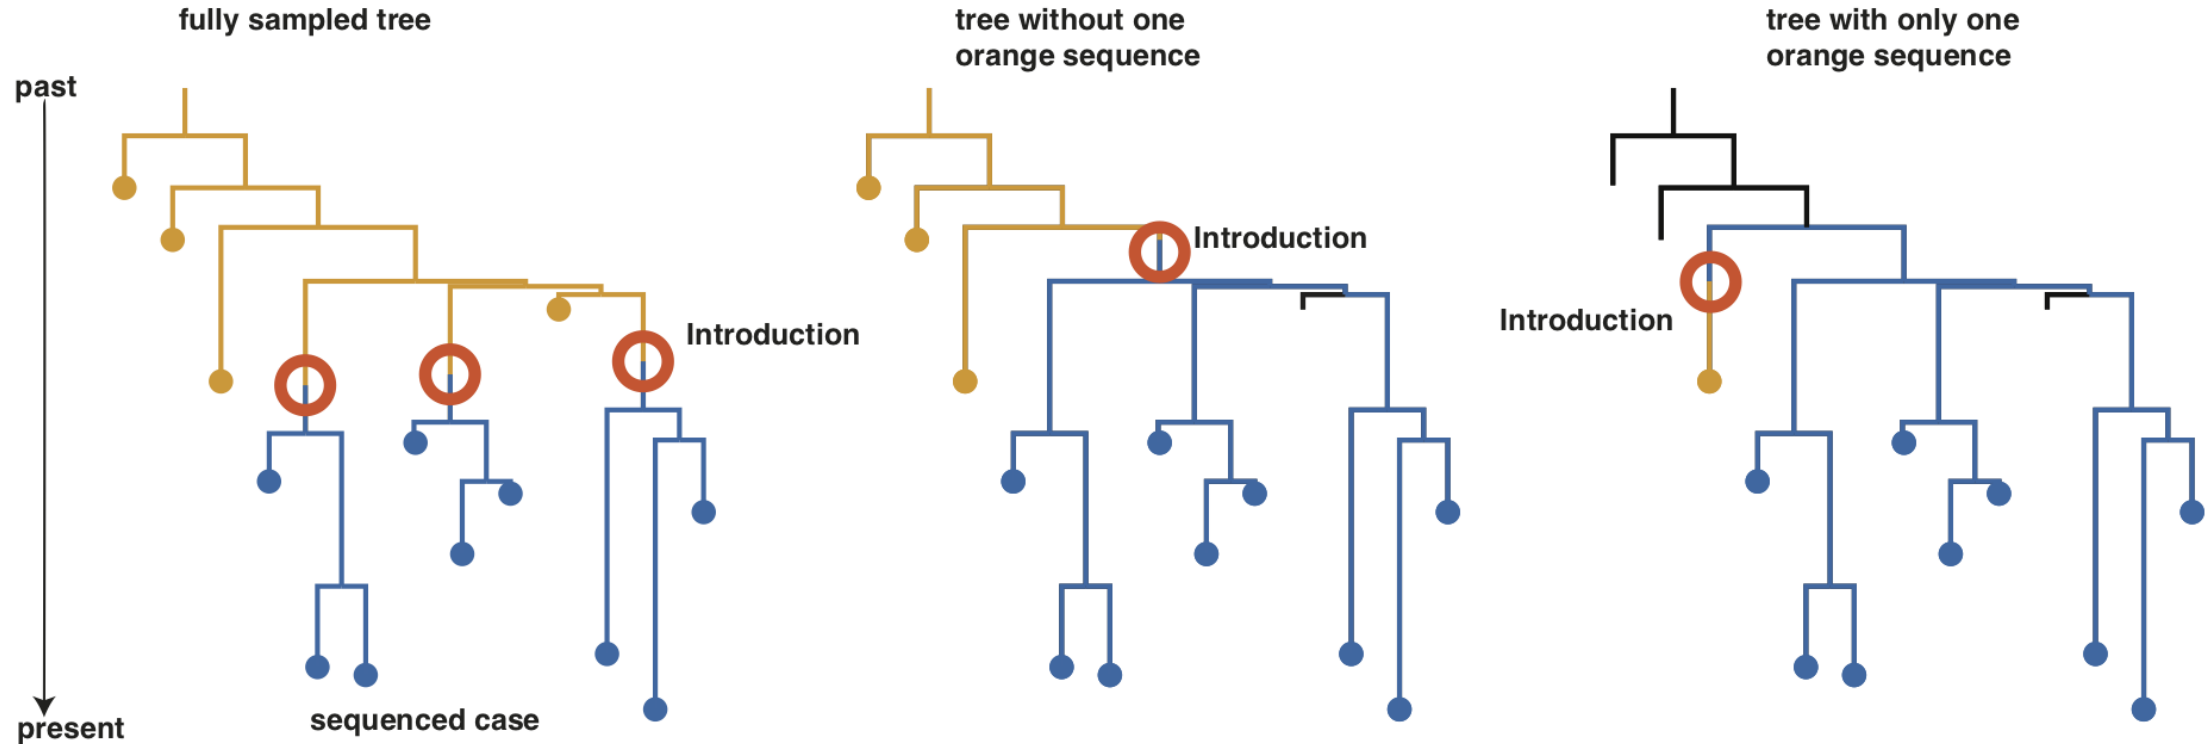 fully sampled tree
tree without one
orange sequence
tree with only one
orange sequence
past
Introduction
Introduction
Introduction
sequenced case
present